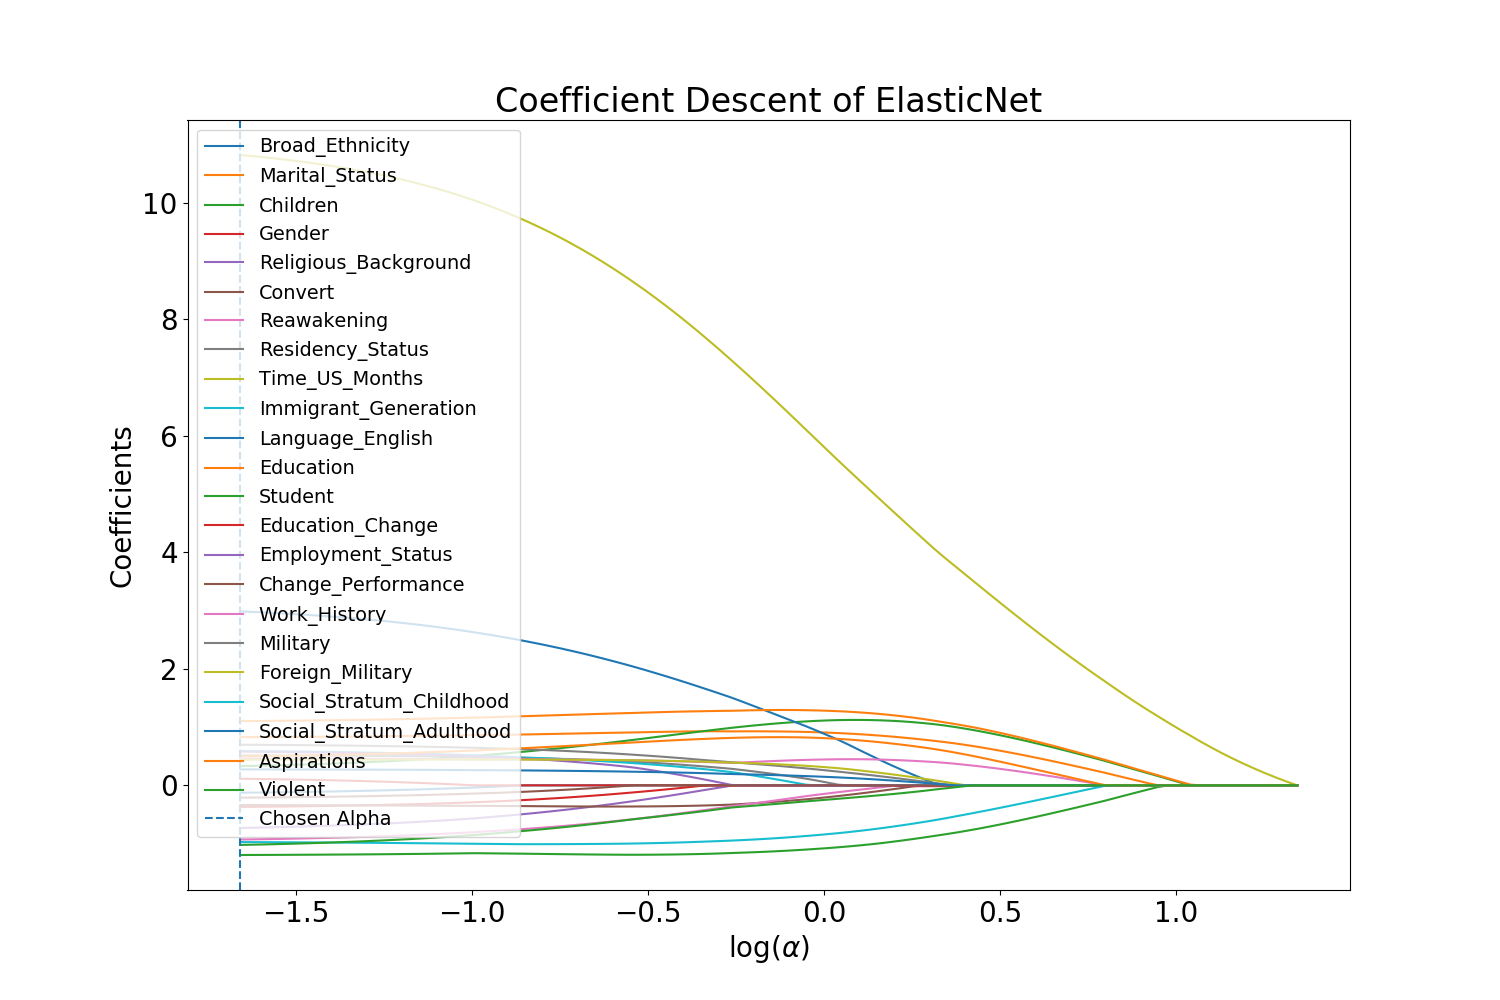 Coefficient Descent of ElasticNet
Broad_Ethnicity
Marital_Status
Children
Gender
Religious_Background
Convert
Reawakening
Residency_Status
Time_US_Months
Immigrant_Generation
Language_English
Education
Student
Education_Change
Employment_Status
Change_Performance
Work_History
Military
Foreign_Military
Social_Stratum_Childhood
Social_Stratum_Adulthood
Aspirations
Violent
Chosen Alpha
10
8
6
4
2
0
Coefficients
−1.5 −1.0 −0.5 0.0 0.5 1.0
log(α)